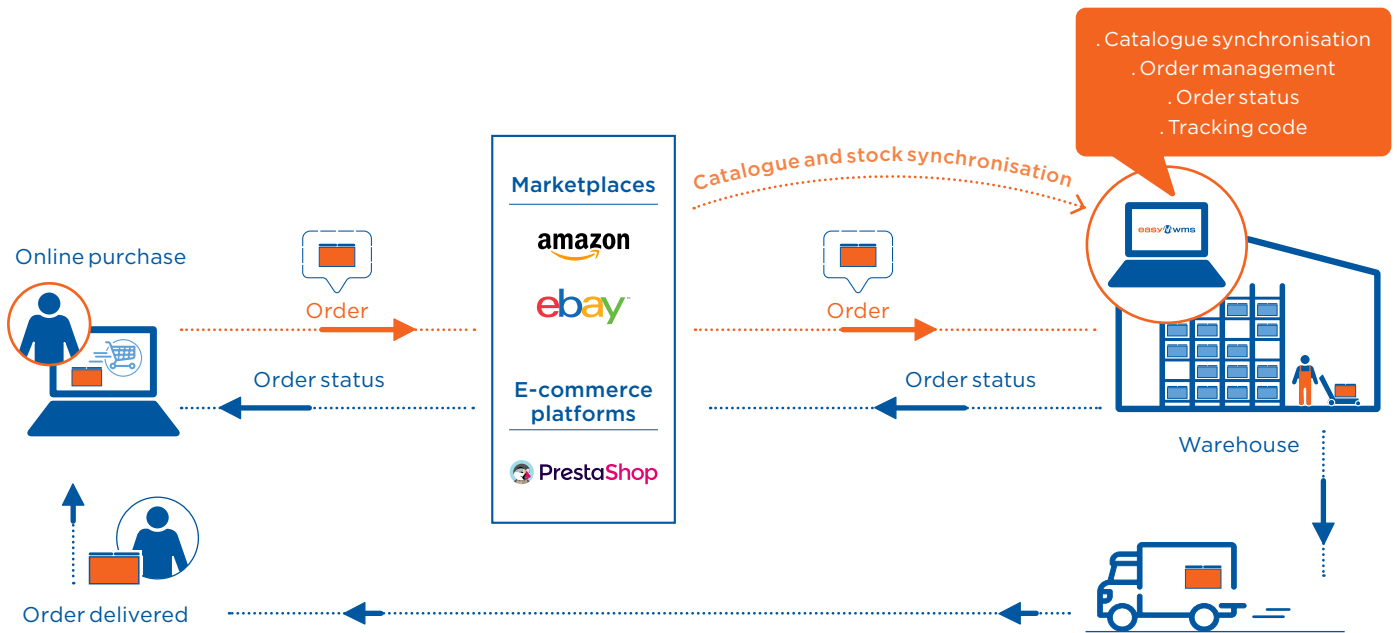 . Catalogue synchronisation
. Order management
. Order status
. Tracking code
Catalogue and stock synchronisation
Marketplaces
amazon
ebay™
E-commerce
platforms
PrestaShop
easy wms
Online purchase
Order
Order
Order status
Order status
Warehouse
Order delivered